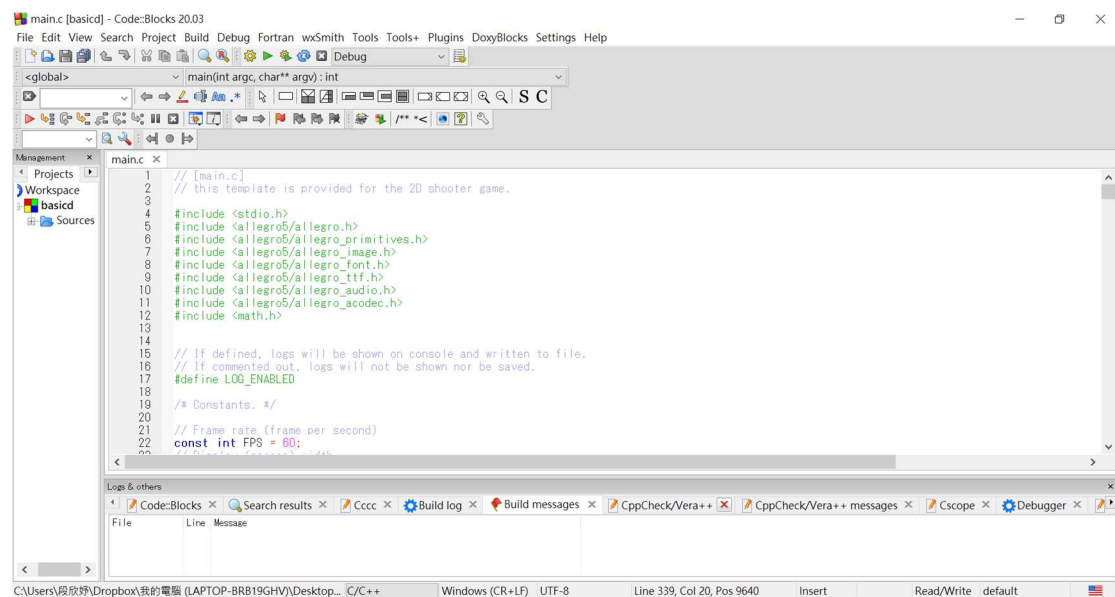 main.c [basicd] - Code::Blocks 20.03
File Edit View Search Project Build Debug Fortran wxSmith Tools Tools+ Plugins DoxyBlocks Settings Help
Debug
<global> main(int argc, char** argv) : int
S C
/** *<
Management
Projects
Workspace
basicd
Sources
main.c
1 // [main.c]
2 // this template is provided for the 2D shooter game.
3
4 #include <stdio.h>
5 #include <allegro5/allegro.h>
6 #include <allegro5/allegro_primitives.h>
7 #include <allegro5/allegro_image.h>
8 #include <allegro5/allegro_font.h>
9 #include <allegro5/allegro_ttf.h>
10 #include <allegro5/allegro_audio.h>
11 #include <allegro5/allegro_acodec.h>
12 #include <math.h>
13
14
15 // If defined, logs will be shown on console and written to file.
16 // If commented out, logs will not be shown nor be saved.
17 #define LOG_ENABLED
18
19 /* Constants. */
20
21 // Frame rate (frame per second)
22 const int FPS = 60;
Logs & others
Code::Blocks Search results Cccc Build log Build messages CppCheck/Vera++ CppCheck/Vera++ messages Cscope Debugger
File Line Message
C:\Users\段欣妤\Dropbox\我的電腦 (LAPTOP-BRB19GHV)\Desktop... C/C++ Windows (CR+LF) UTF-8 Line 339, Col 20, Pos 9640 Insert Read/Write default